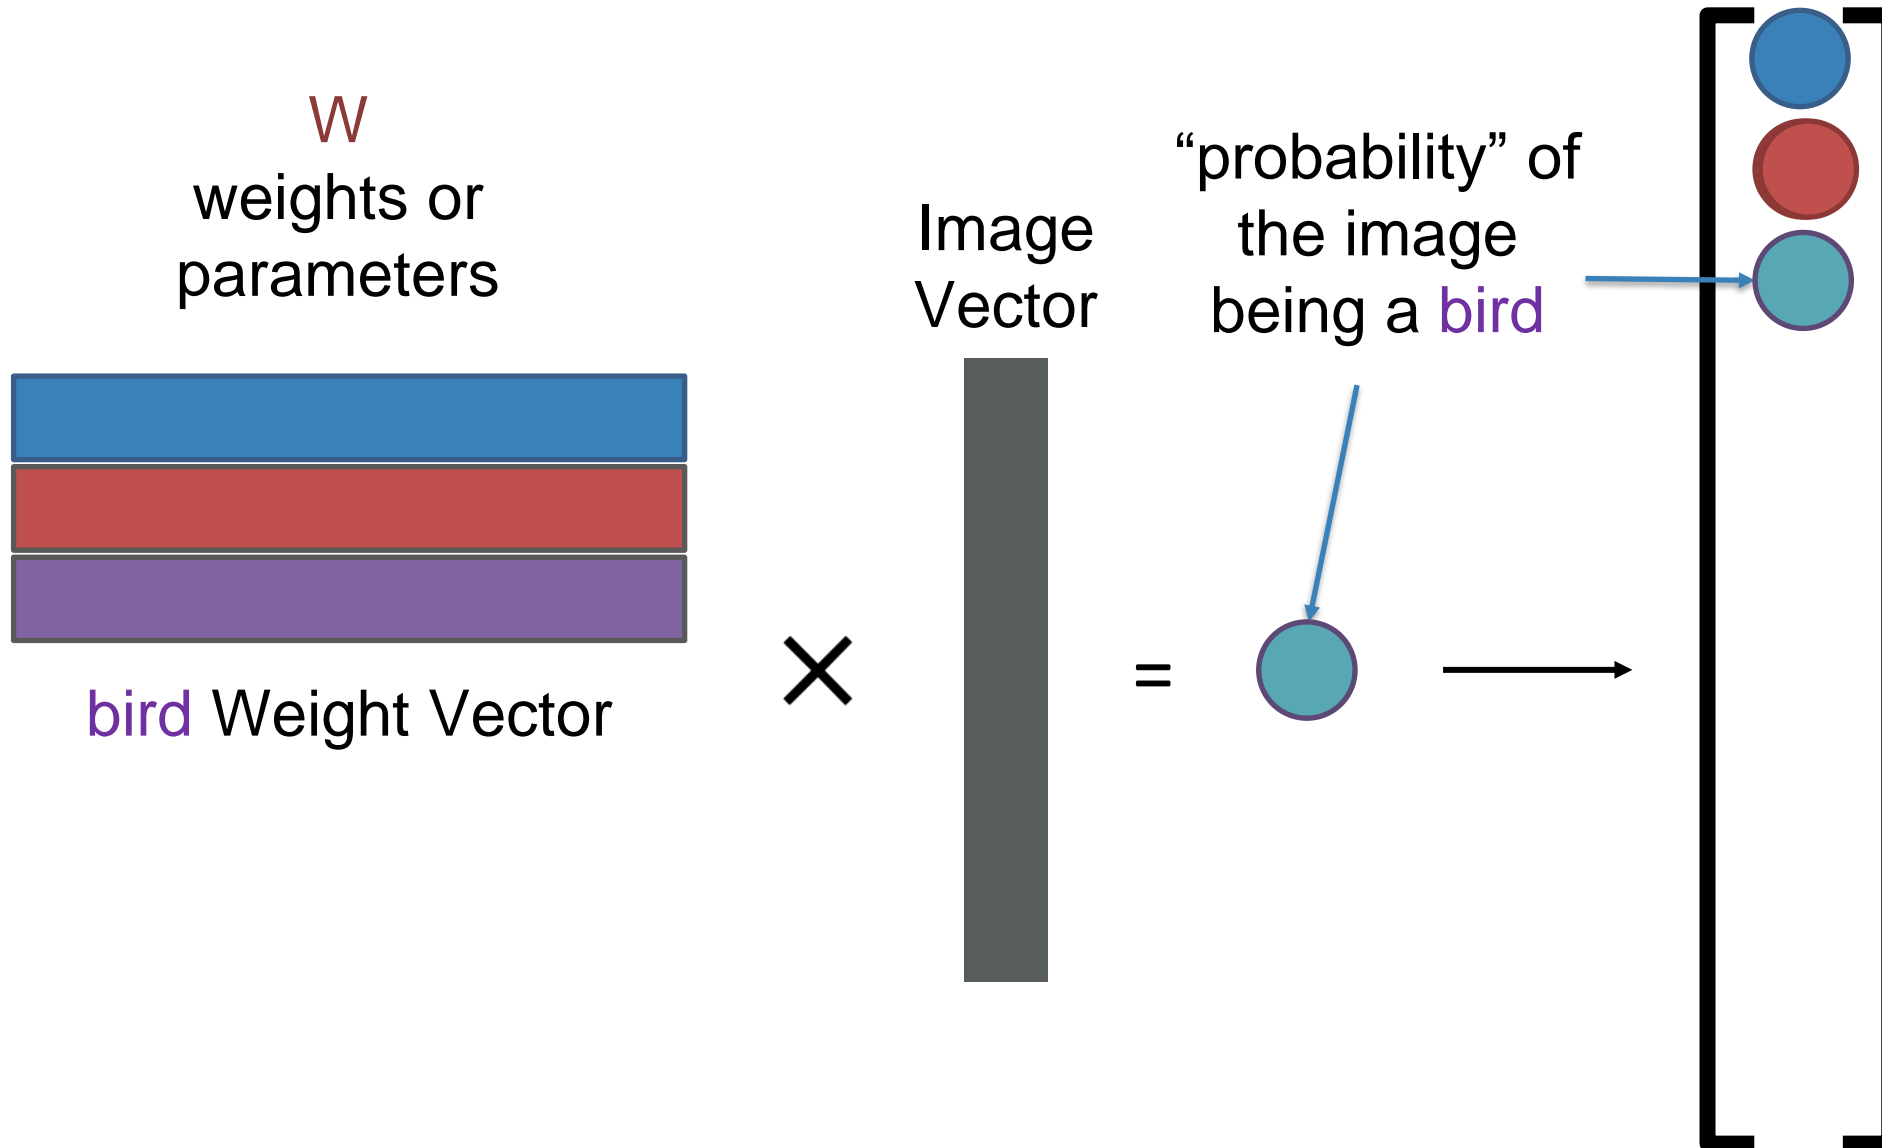 W
weights or
parameters
Image
Vector
“probability” of
the image
being a bird
×
=
bird Weight Vector